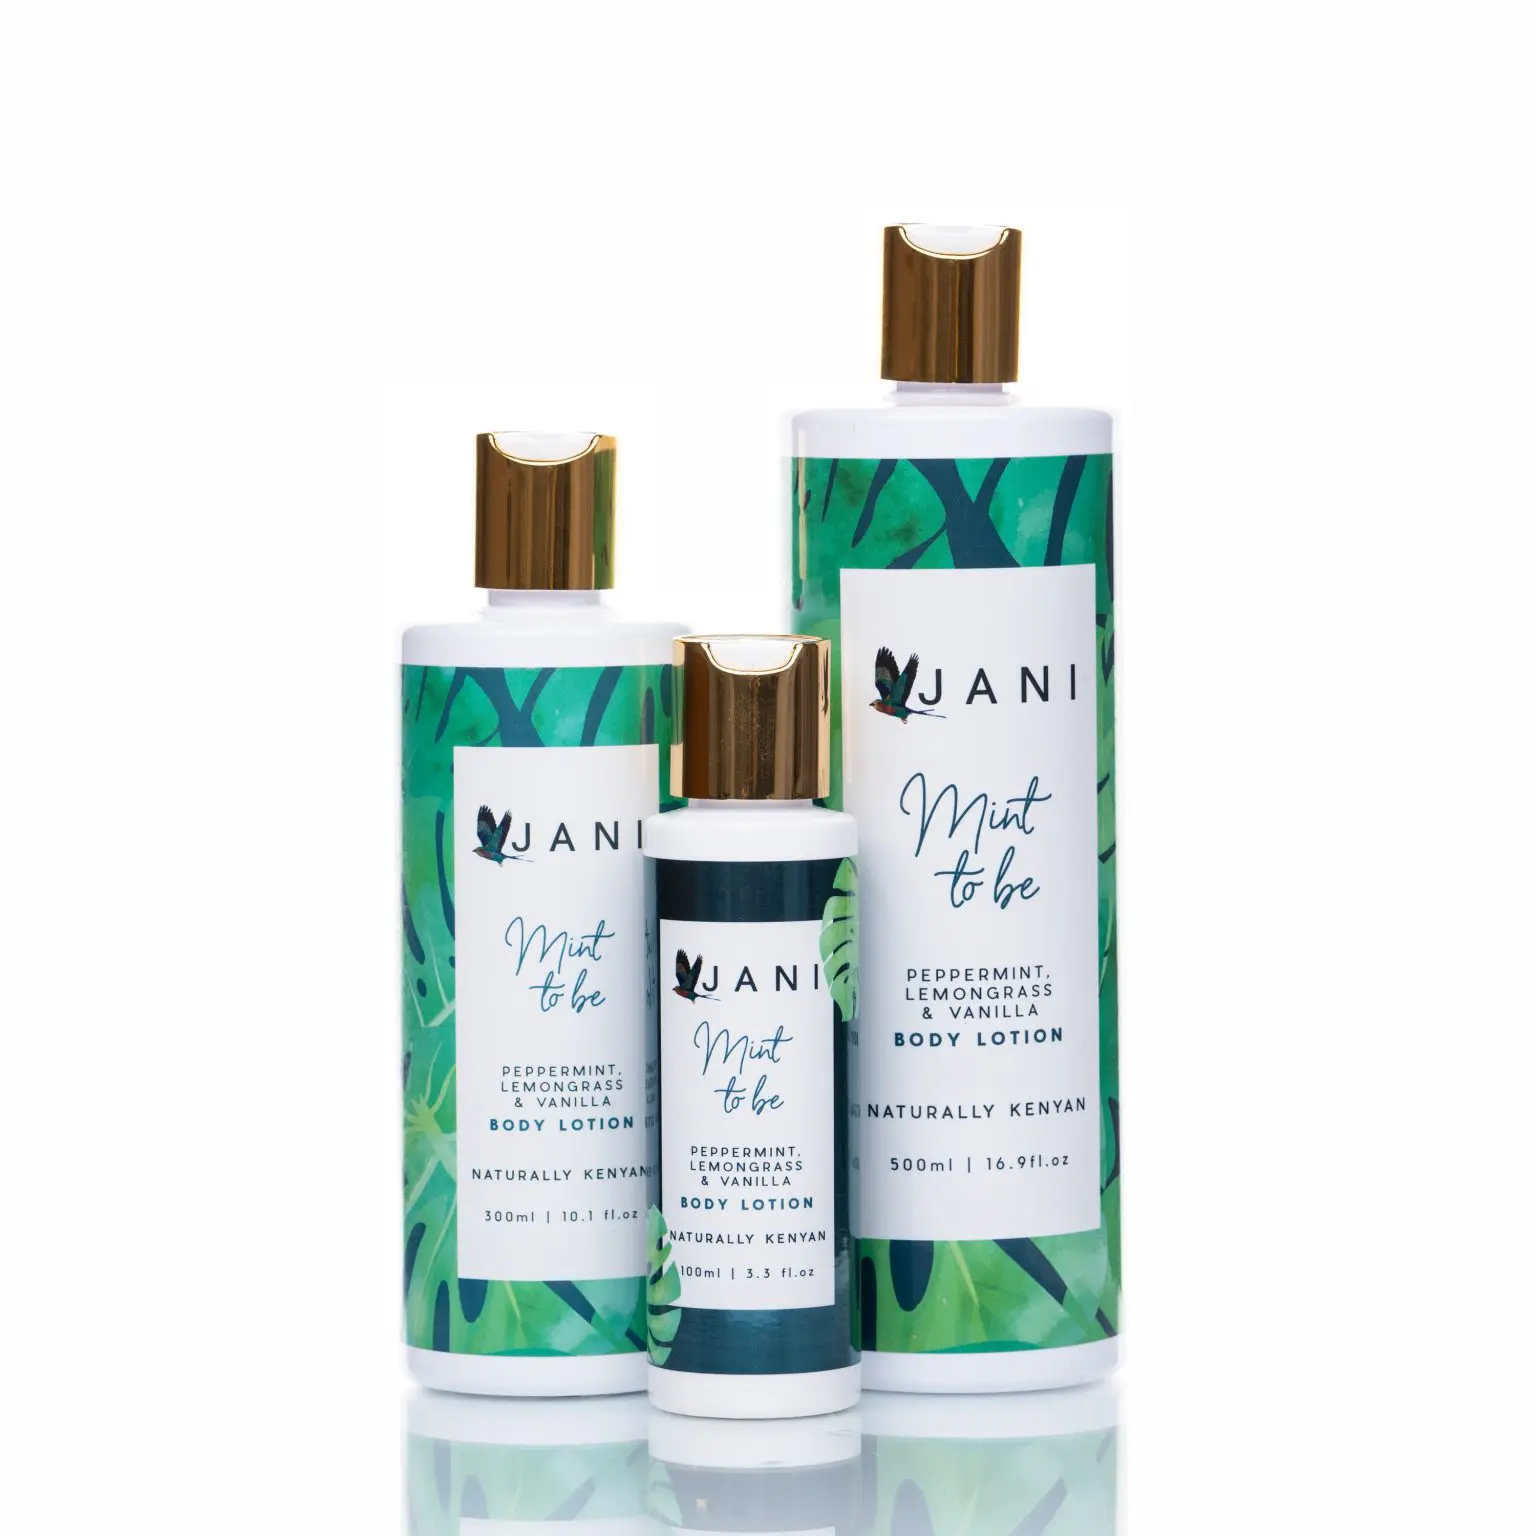 JANI
Mint
to be
PEPPERMINT,
LEMONGRASS
& VANILLA
BODY LOTION
NATURALLY KENYAN
300ml | 10.1 fl.oz
JANI
Mint
to be
PEPPERMINT,
LEMONGRASS
& VANILLA
BODY LOTION
NATURALLY KENYAN
100ml | 3.3 fl.oz
JANI
Mint
to be
PEPPERMINT,
LEMONGRASS
& VANILLA
BODY LOTION
NATURALLY KENYAN
500ml | 16.9fl.oz